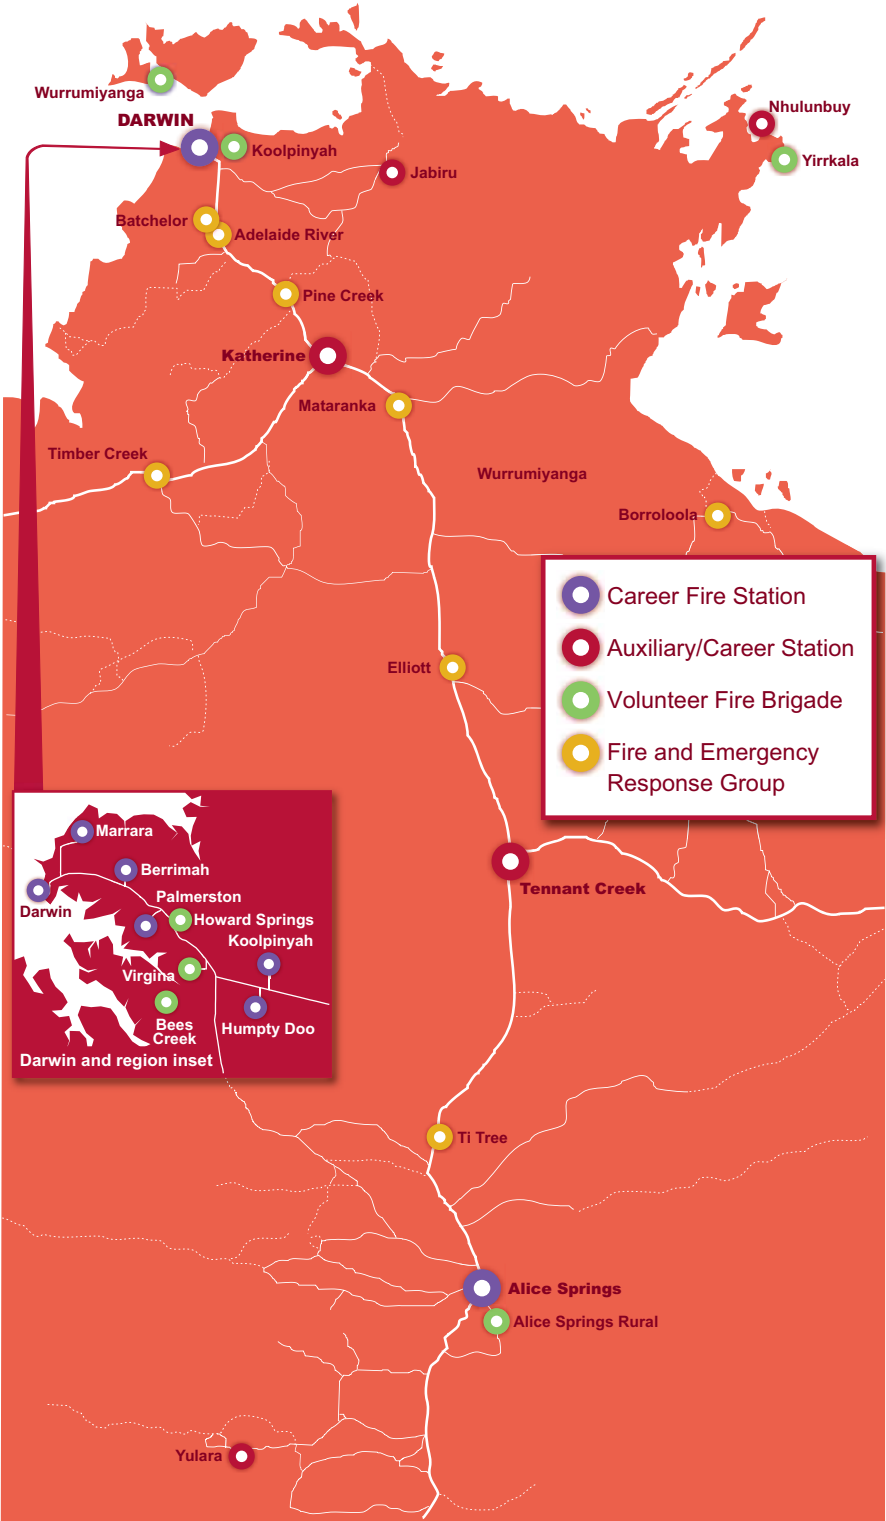 Nhulunbuy
Wurrumiyanga
DARWIN
Koolpinyah
Yirrkala
Jabiru
Batchelor
Adelaide River
Pine Creek
Katherine
Mataranka
Timber Creek
Wurrumiyanga
Borroloola
Career Fire Station
Auxiliary/Career Station
Volunteer Fire Brigade
Fire and Emergency
Response Group
Elliott
Marrara
Berrimah
Tennant Creek
Palmerston
Darwin
Howard Springs
Koolpinyah
Virgina
Bees
Creek
Humpty Doo
Darwin and region inset
Ti Tree
Alice Springs
Alice Springs Rural
Yulara